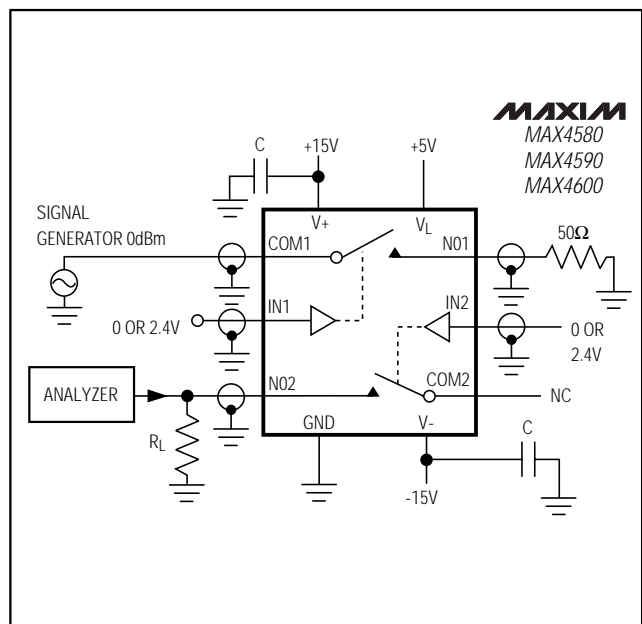 MAXIM
MAX4580
MAX4590
MAX4600
C
+15V
+5V
SIGNAL
GENERATOR 0dBm
V+
VL
COM1
N01
50Ω
IN1
IN2
0 OR 2.4V
0 OR
2.4V
ANALYZER
N02
COM2
NC
RL
GND
V-
C
-15V